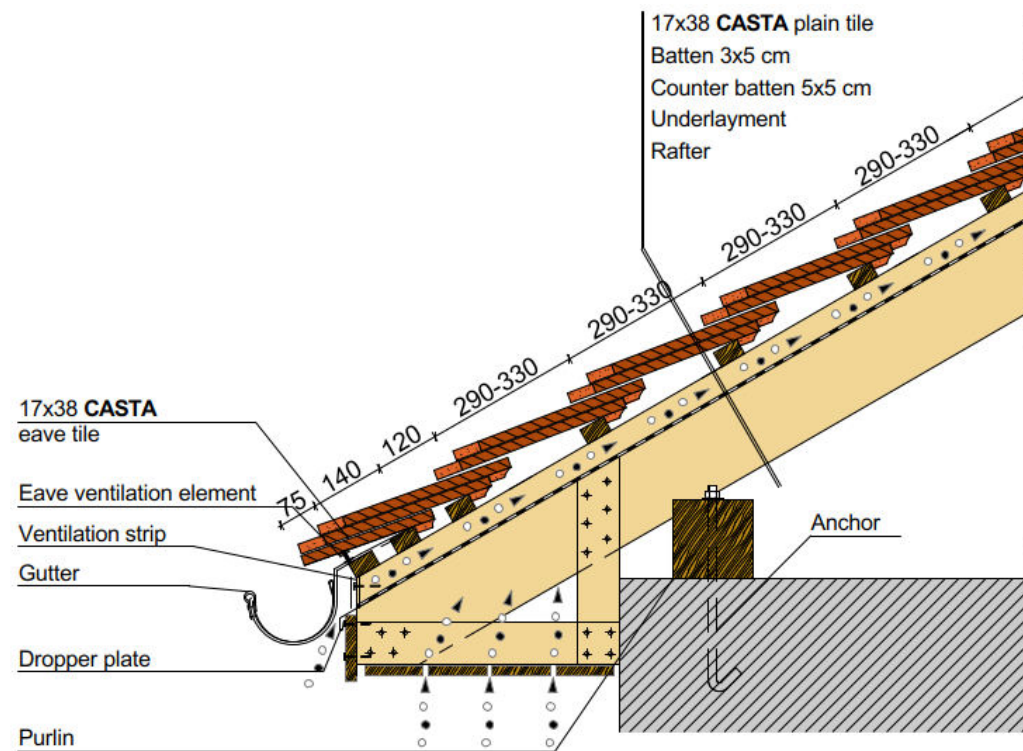 17x38 CASTA plain tile
Batten 3x5 cm
Counter batten 5x5 cm
Underlayment
Rafter
290-330
290-330
290-330
290-330
120
140
75
17x38 CASTA
eave tile
Eave ventilation element
Ventilation strip
Gutter
Anchor
Dropper plate
Purlin